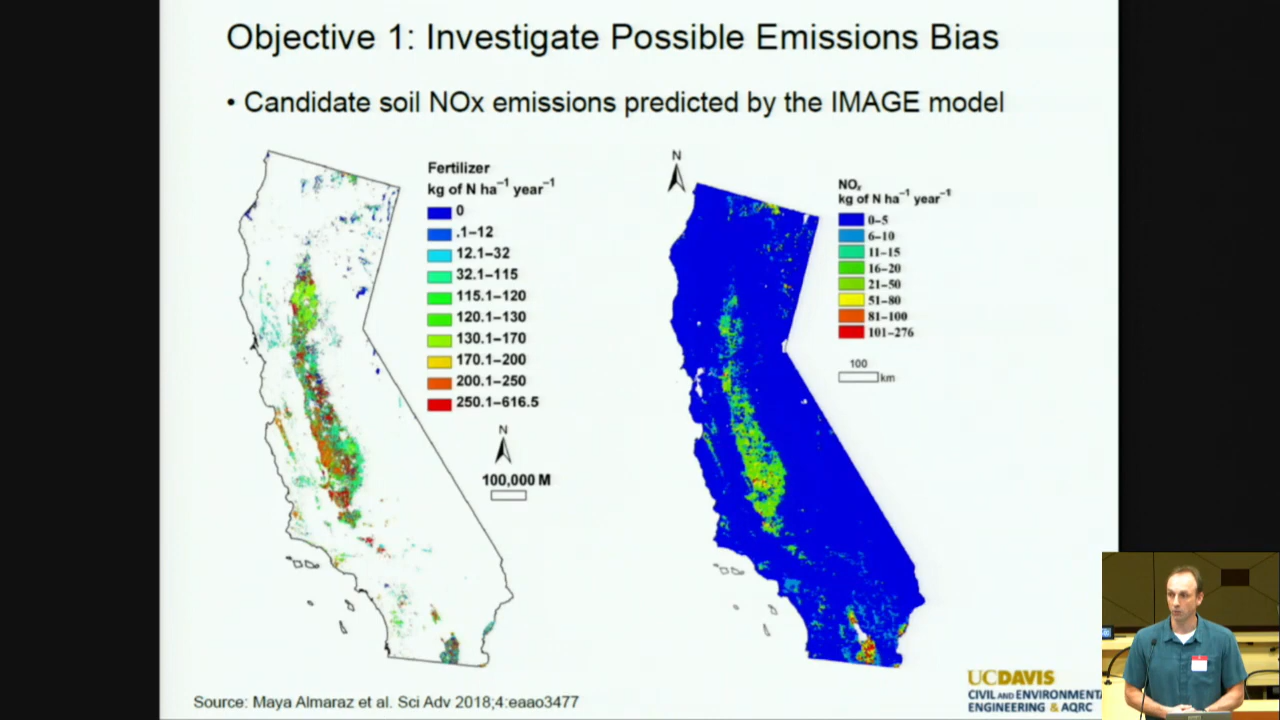 Objective 1: Investigate Possible Emissions Bias
• Candidate soil NOx emissions predicted by the IMAGE model
Fertilizer
kg of N ha⁻¹ year⁻¹
0
.1–12
12.1–32
32.1–115
115.1–120
120.1–130
130.1–170
170.1–200
200.1–250
250.1–616.5
N
100,000 M
N
NOₓ
kg of N ha⁻¹ year⁻¹
0–5
6–10
11–15
16–20
21–50
51–80
81–100
101–276
100
km
UCDAVIS
CIVIL AND ENVIRONMENTA
ENGINEERING & AQRC
Source: Maya Almaraz et al. Sci Adv 2018;4:eaao3477